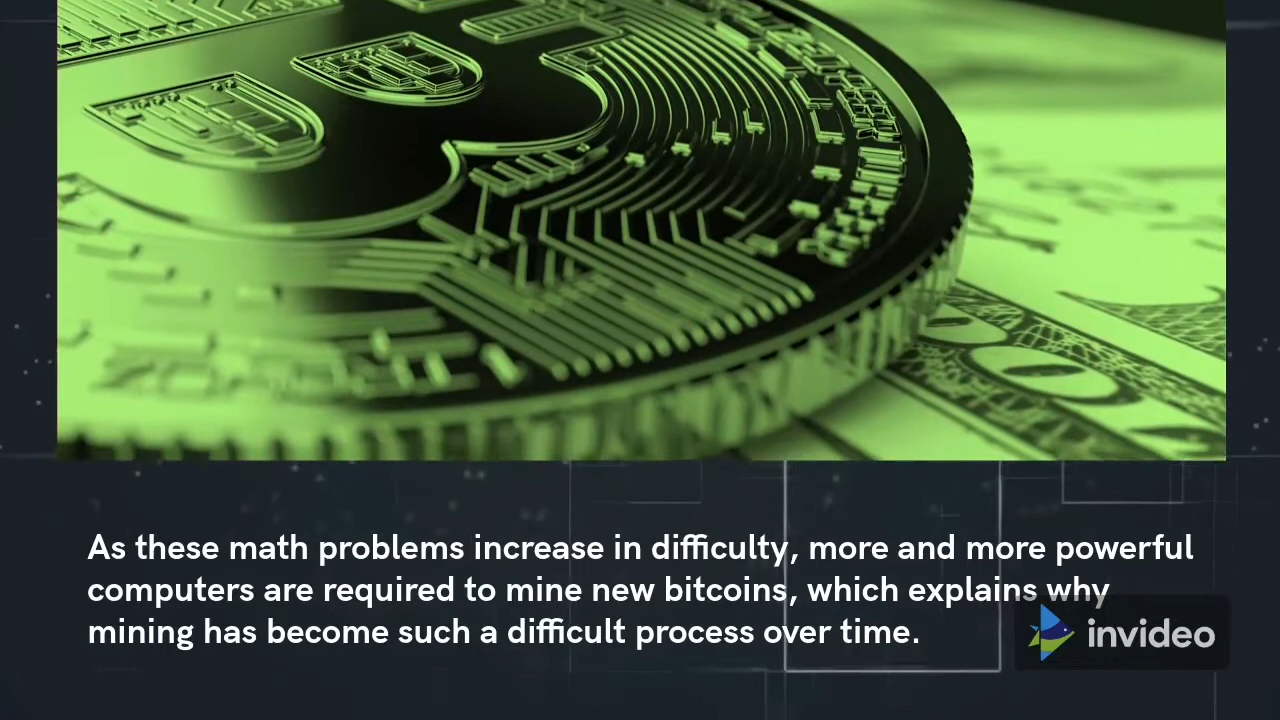 As these math problems increase in difficulty, more and more powerful
computers are required to mine new bitcoins, which explains why
mining has become such a difficult process over time.
invideo